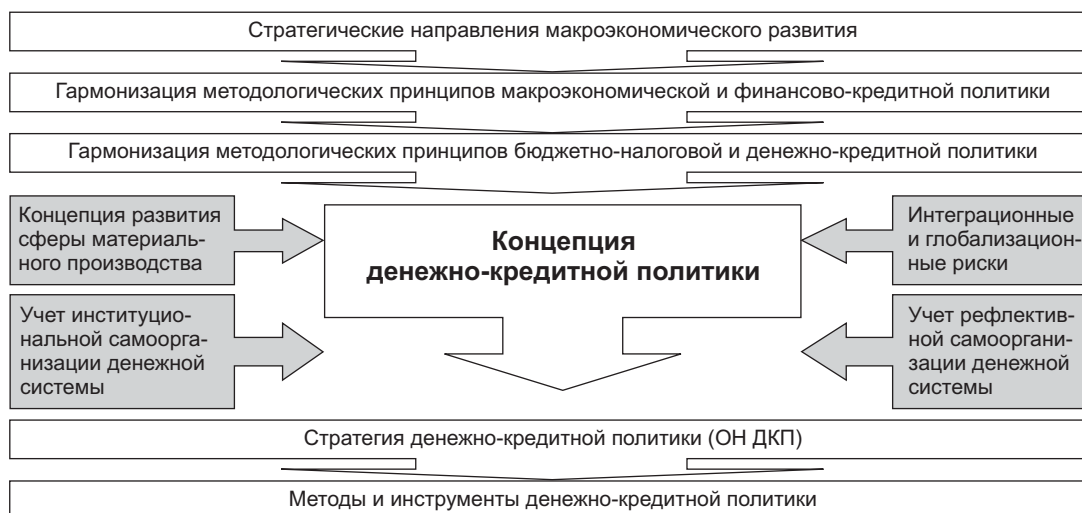 Стратегические направления макроэкономического развития
Гармонизация методологических принципов макроэкономической и финансово-кредитной политики
Гармонизация методологических принципов бюджетно-налоговой и денежно-кредитной политики
Концепция развития
сферы материаль-
ного производства
Концепция
денежно-кредитной политики
Интеграционные
и глобализацион-
ные риски
Учет институцио-
нальной самоорга-
низации денежной
системы
Учет рефлектив-
ной самооргани-
зации денежной
системы
Стратегия денежно-кредитной политики (ОН ДКП)
Методы и инструменты денежно-кредитной политики